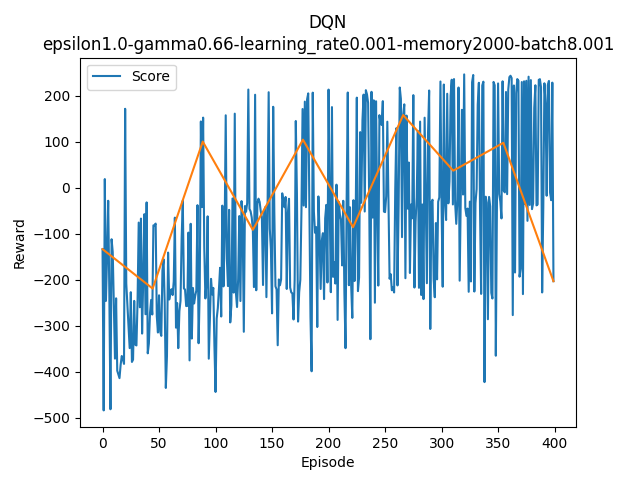 DQN
epsilon1.0-gamma0.66-learning_rate0.001-memory2000-batch8.001
Score
Reward
200
100
0
−100
−200
−300
−400
−500
0 50 100 150 200 250 300 350 400
Episode